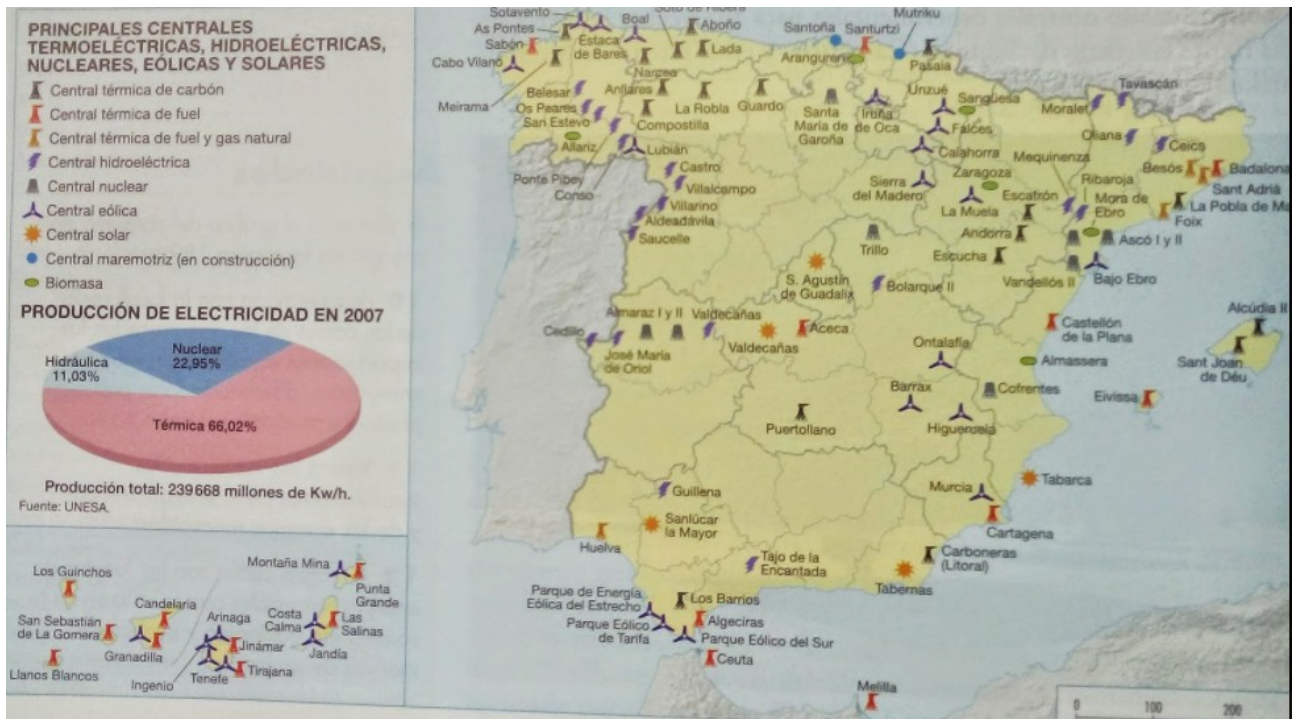 PRINCIPALES CENTRALES
TERMOELÉCTRICAS, HIDROELÉCTRICAS,
NUCLEARES, EÓLICAS Y SOLARES
Central térmica de carbón
Central térmica de fuel
Central térmica de fuel y gas natural
Central hidroeléctrica
Central nuclear
Central eólica
Central solar
Central maremotriz (en construcción)
Biomasa
PRODUCCIÓN DE ELECTRICIDAD EN 2007
Nuclear
22,95%
Hidráulica
11,03%
Térmica 66,02%
Producción total: 239668 millones de Kw/h.
Fuente: UNESA.
Sotavento
As Pontes
Sabón
Cabo Vilano
Meirama
Estaca
de Bares
Boal
Soto de Ribera
Aboño
Lada
Narcea
Santoña
Santurtzi
Mutriku
Aranguren
Pasaia
Belesar
Os Peares
San Estevo
Allariz
Anllares
Compostilla
La Robla
Guardo
Santa
María de
Garoña
Iruña
de Oca
Unzué
Sangüesa
Falces
Calahorra
Moralet
Tavascán
Oliana
Ceics
Besós
Badalona
Sant Adrià
La Pobla de Ma
Foix
Ponte Pibey
Conso
Lubián
Castro
Villalcampo
Villarino
Aldeadávila
Saucelle
Sierra
del Madero
Zaragoza
La Muela
Mequinenza
Escatrón
Ribaroja
Mora de
Ebro
Andorra
Ascó I y II
Escucha
Vandellós II
Bajo Ebro
Trillo
S. Agustín
de Guadalix
Bolarque II
Cedillo
Almaraz I y II
Valdecañas
José María
de Oriol
Valdecañas
Aceca
Castellón
de la Plana
Alcúdia II
Sant Joan
de Déu
Eivissa
Ontalafia
Almassera
Barrax
Cofrentes
Higueruela
Puertollano
Tabarca
Murcia
Cartagena
Guillena
Sanlúcar
la Mayor
Huelva
Tajo de la
Encantada
Carboneras
(Litoral)
Tabernas
Parque de Energía
Eólica del Estrecho
Los Barrios
Parque Eólico
de Tarifa
Algeciras
Parque Eólico del Sur
Ceuta
Melilla
Los Guinchos
San Sebastián
de La Gomera
Llanos Blancos
Candelaria
Granadilla
Arinaga
Jinámar
Ingenio
Tenefe
Tirajana
Montaña Mina
Punta
Grande
Costa
Calma
Las
Salinas
Jandía
0 100 200